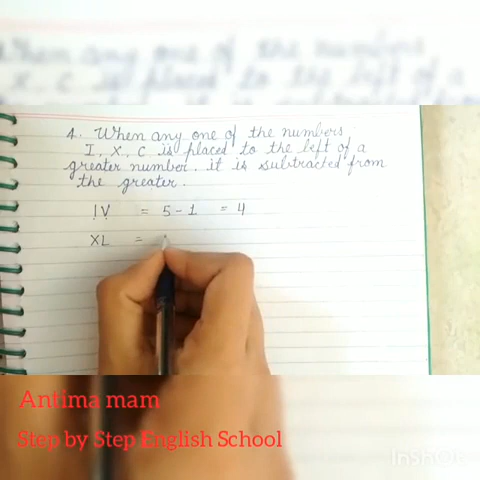 4. When any one of the numbers
I, X, C is placed to the left of a
greater number. it is subtracted from
the greater.
IV = 5 - 1 = 4
XL =
Antima mam
Step by Step English School
InShOt